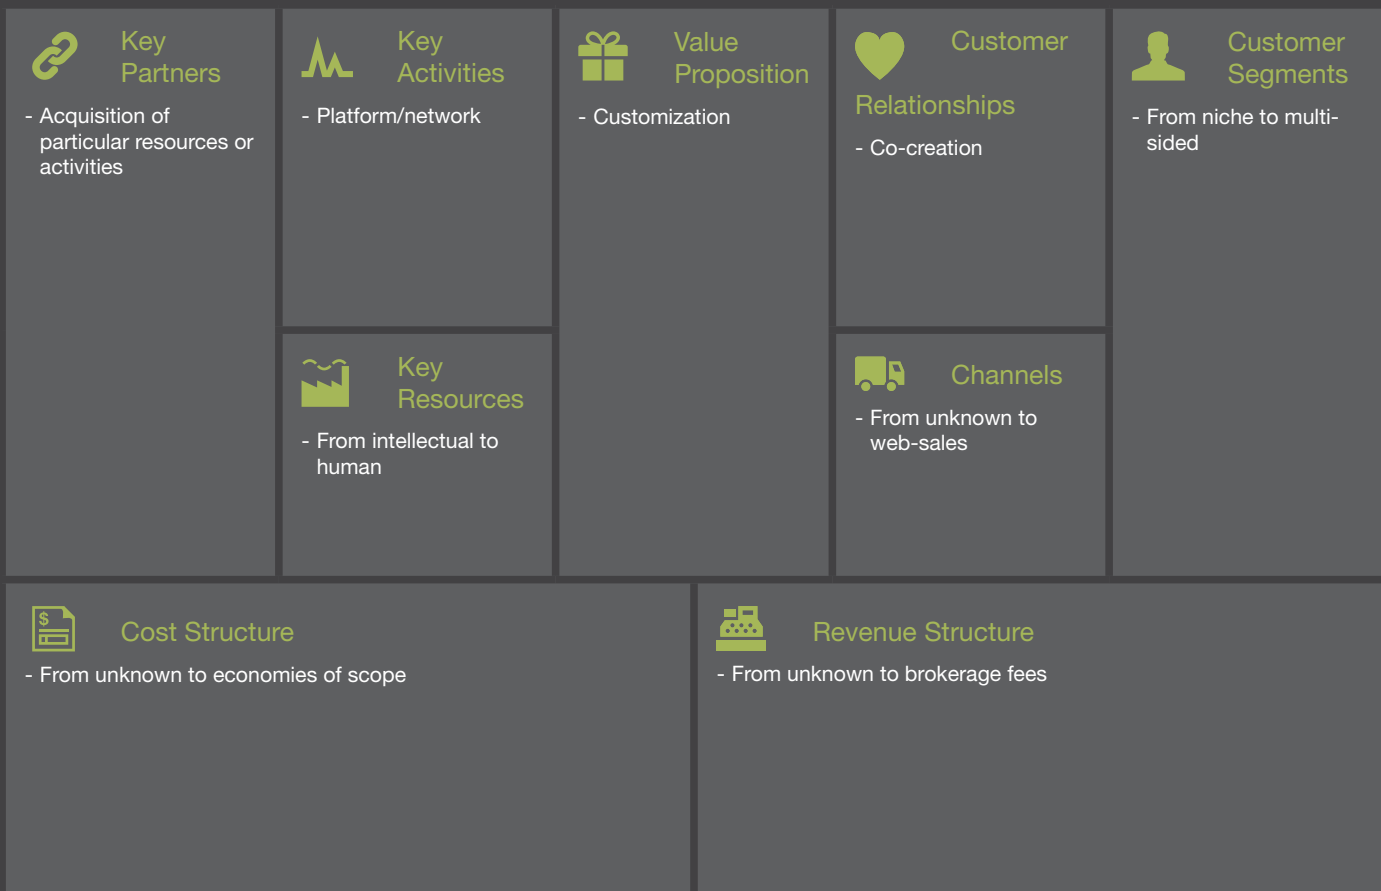 Key
Partners
- Acquisition of
particular resources or
activities
Key
Activities
- Platform/network
Key
Resources
- From intellectual to
human
Value
Proposition
- Customization
Customer
Relationships
- Co-creation
Channels
- From unknown to
web-sales
Customer
Segments
- From niche to multi-
sided
$
Cost Structure
- From unknown to economies of scope
Revenue Structure
- From unknown to brokerage fees